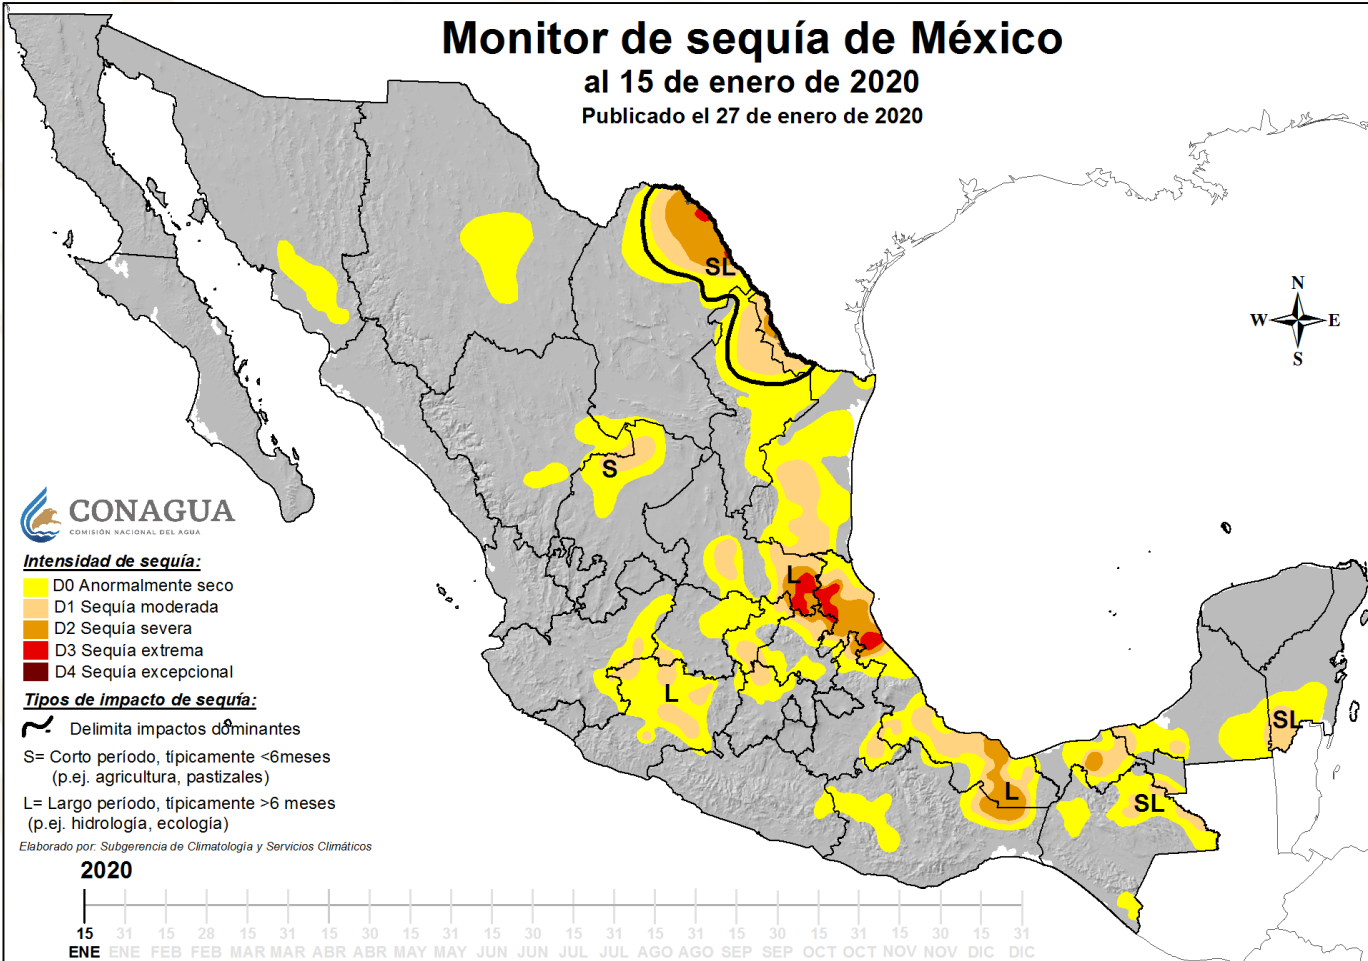 Monitor de sequía de México
al 15 de enero de 2020
Publicado el 27 de enero de 2020
N
W E
S
SL
S
L
L
SL
L
SL
CONAGUA
COMISIÓN NACIONAL DEL AGUA
Intensidad de sequía:
D0 Anormalmente seco
D1 Sequía moderada
D2 Sequía severa
D3 Sequía extrema
D4 Sequía excepcional
Tipos de impacto de sequía:
Delimita impactos dominantes
S= Corto período, típicamente <6meses
(p.ej. agricultura, pastizales)
L= Largo período, típicamente >6 meses
(p.ej. hidrología, ecología)
Elaborado por: Subgerencia de Climatología y Servicios Climáticos
2020
15 31 15 28 15 31 15 30 15 31 15 30 15 31 15 31 15 30 15 31 15 30 15 31
ENE ENE FEB FEB MAR MAR ABR ABR MAY MAY JUN JUN JUL JUL AGO AGO SEP SEP OCT OCT NOV NOV DIC DIC